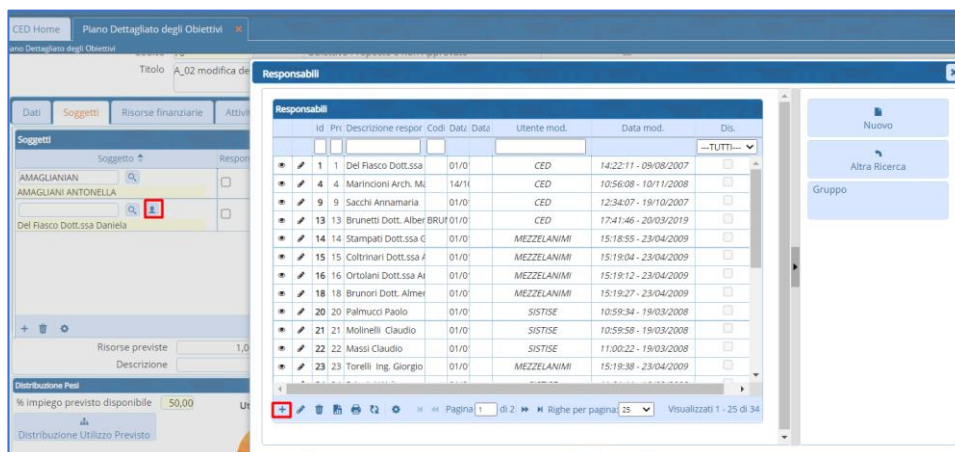 CED Home
Piano Dettagliato degli Obiettivi
ano Dettagliato degli Obiettivi
Titolo A_02 modifica de
Dati Soggetti Risorse finanziarie Attivi
Soggetti
Soggetto Respon
AMAGLIANIAN
AMAGLIANI ANTONELLA
Del Fiasco Dott.ssa Daniela
Risorse previste 1,0
Descrizione
Distribuzione Pesi
% impiego previsto disponibile 50,00 Ut
Distribuzione Utilizzo Previsto
Responsabili
Responsabili
Id Pro Descrizione respor Codi Data Data Utente mod. Data mod. Dis.
---TUTTI---
1 1 Del Fiasco Dott.ssa 01/0 CED 14:22:11 - 09/08/2007
4 4 Marincioni Arch. Ma 14/1 CED 10:56:08 - 10/11/2008
9 9 Sacchi Annamaria 01/0 CED 12:34:07 - 19/10/2007
13 13 Brunetti Dott. Alber BRUI 01/0 CED 17:41:46 - 20/03/2019
14 14 Stampati Dott.ssa G 01/0 MEZZELANIMI 15:18:55 - 23/04/2009
15 15 Coltrinari Dott.ssa A 01/0 MEZZELANIMI 15:19:04 - 23/04/2009
16 16 Ortolani Dott.ssa Ar 01/0 MEZZELANIMI 15:19:12 - 23/04/2009
18 18 Brunori Dott. Almer 01/0 MEZZELANIMI 15:19:27 - 23/04/2009
20 20 Palmucci Paolo 01/0 SISTISE 10:59:34 - 19/03/2008
21 21 Molinelli Claudio 01/0 SISTISE 10:59:58 - 19/03/2008
22 22 Massi Claudio 01/0 SISTISE 11:00:22 - 19/03/2008
23 23 Torelli Ing. Giorgio 01/0 MEZZELANIMI 15:19:38 - 23/04/2009
Pagina 1 di 2 Righe per pagina: 25 Visualizzati 1 - 25 di 34
Nuovo
Altra Ricerca
Gruppo